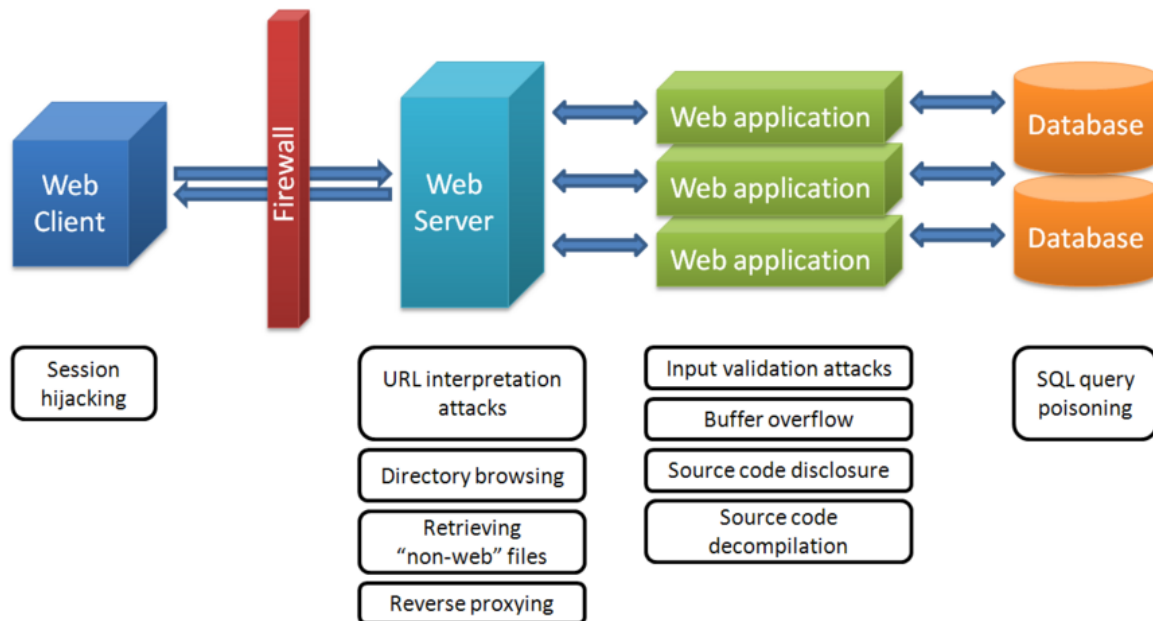 Web
Client
Firewall
Web
Server
Web application
Web application
Web application
Database
Database
Session
hijacking
URL interpretation
attacks
Directory browsing
Retrieving
“non-web” files
Reverse proxying
Input validation attacks
Buffer overflow
Source code disclosure
Source code
decompilation
SQL query
poisoning